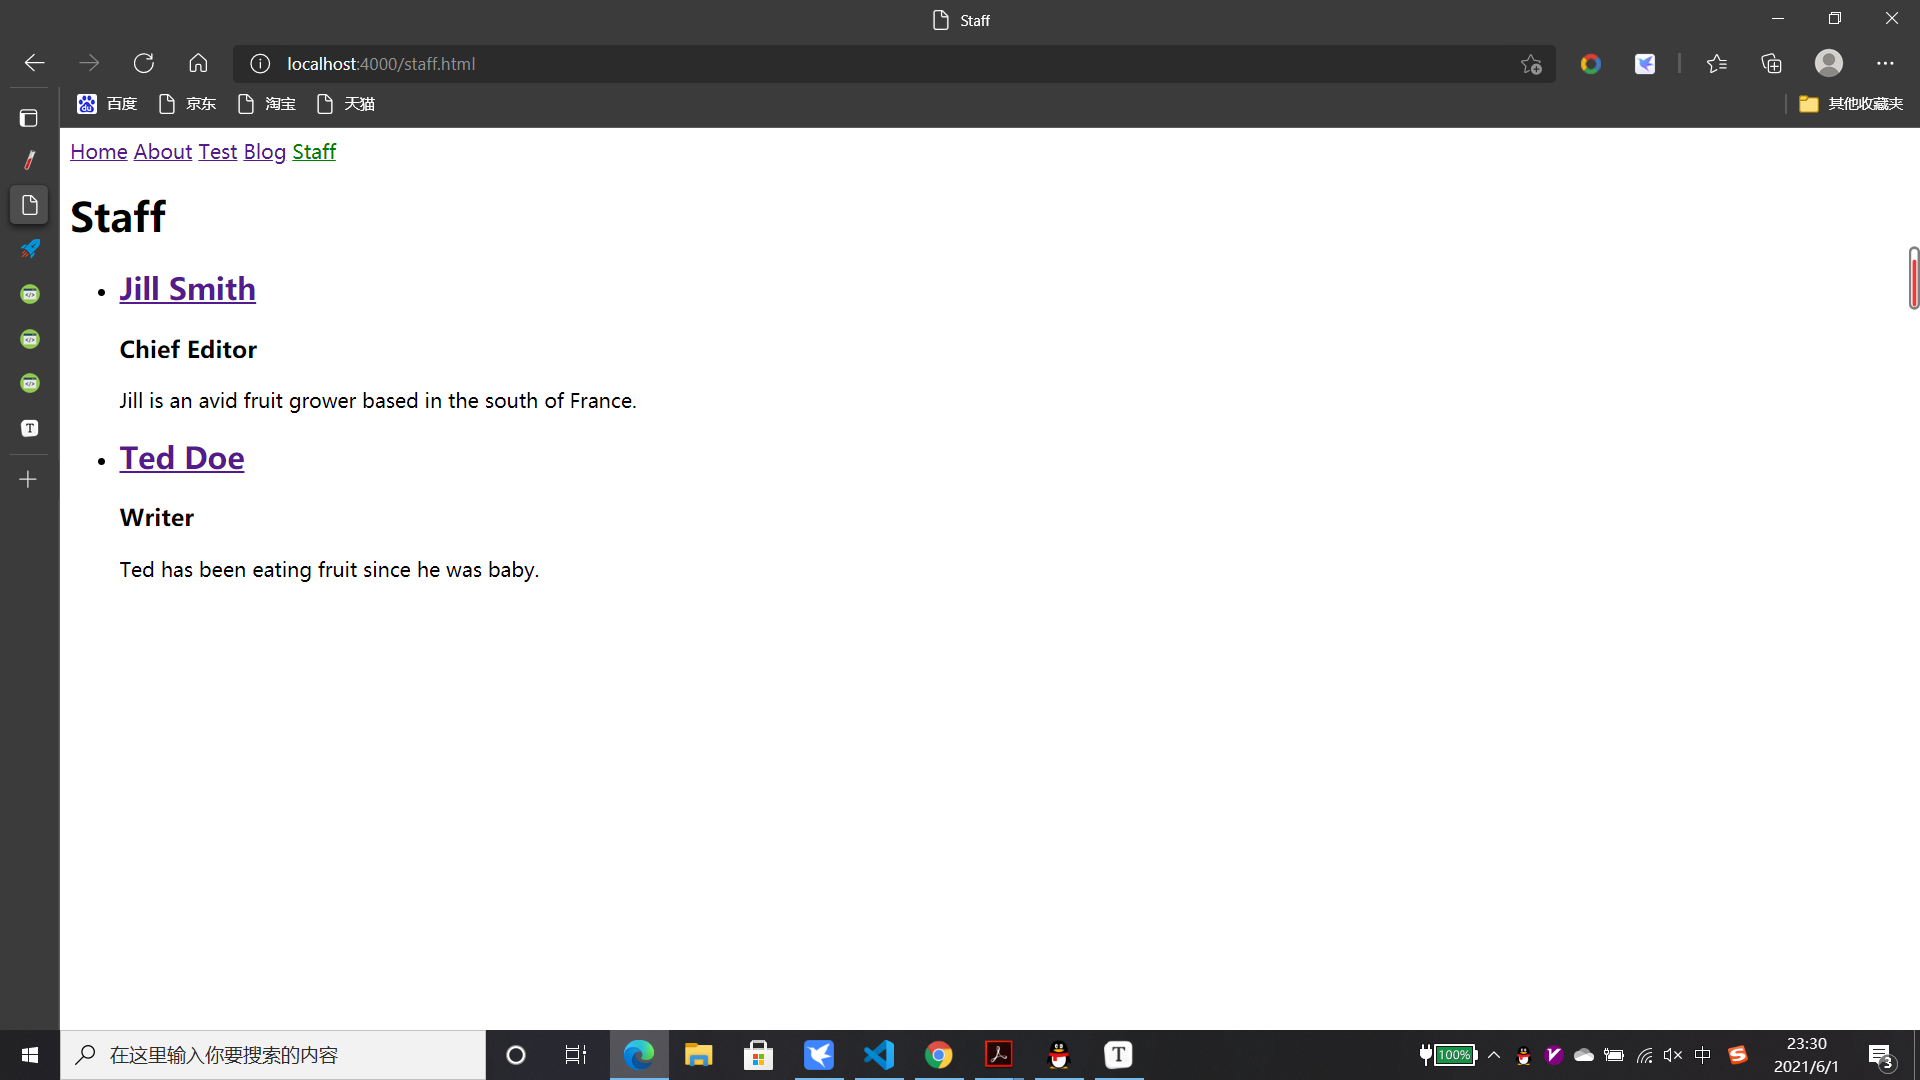 Staff
localhost:4000/staff.html
百度 京东 淘宝 天猫 其他收藏夹
Home About Test Blog Staff
Staff
Jill Smith
Chief Editor
Jill is an avid fruit grower based in the south of France.
Ted Doe
Writer
Ted has been eating fruit since he was baby.
在这里输入你要搜索的内容
T
T
100%
中
23:30
2021/6/1
3